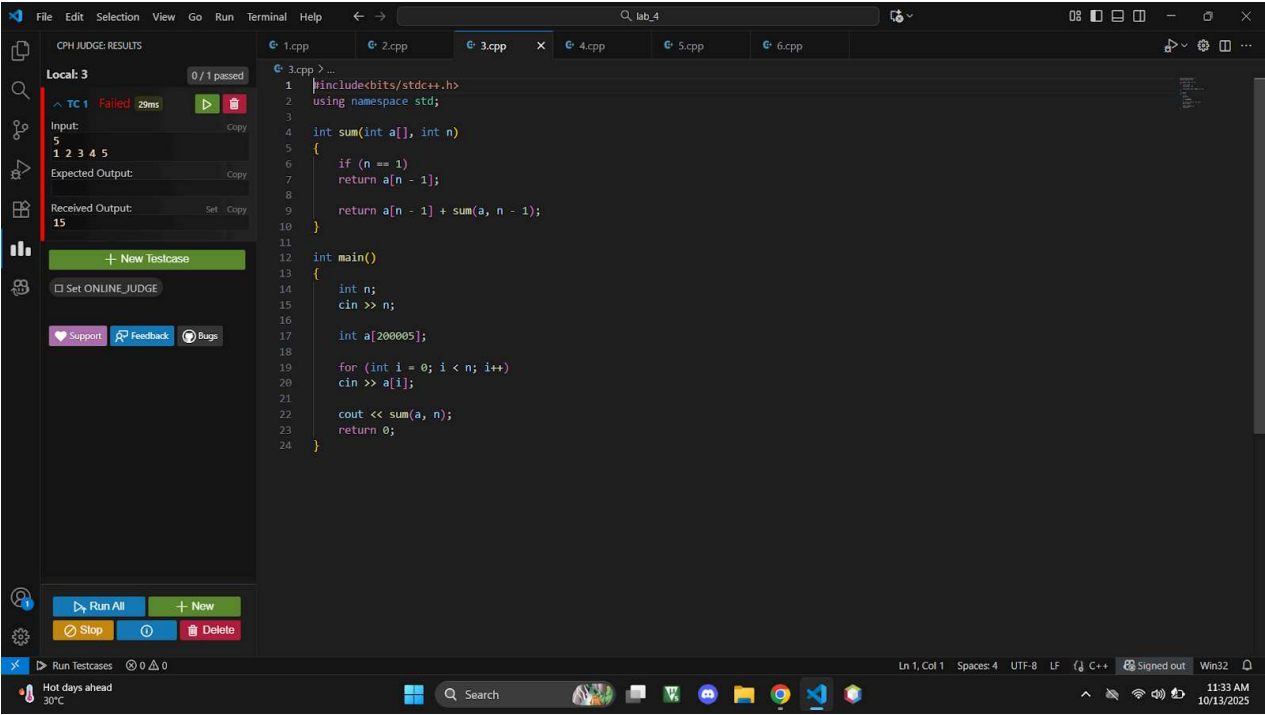 File Edit Selection View Go Run Terminal Help
lab_4
CPH JUDGE: RESULTS
1.cpp 2.cpp 3.cpp 4.cpp 5.cpp 6.cpp
Local: 3 0 / 1 passed
3.cpp > ...
TC 1 Failed 29ms
Input: Copy
5
1 2 3 4 5
Expected Output: Copy
Received Output: Set Copy
15
+ New Testcase
Set ONLINE_JUDGE
Support Feedback Bugs
1 #include<bits/stdc++.h>
2 using namespace std;
3
4 int sum(int a[], int n)
5 {
6 if (n == 1)
7 return a[n - 1];
8
9 return a[n - 1] + sum(a, n - 1);
10 }
11
12 int main()
13 {
14 int n;
15 cin >> n;
16
17 int a[200005];
18
19 for (int i = 0; i < n; i++)
20 cin >> a[i];
21
22 cout << sum(a, n);
23 return 0;
24 }
Run All + New
Stop Delete
1
Run Testcases 0 0 Ln 1, Col 1 Spaces: 4 UTF-8 LF C++ Signed out Win32
Hot days ahead
30°C
Search
11:33 AM
10/13/2025